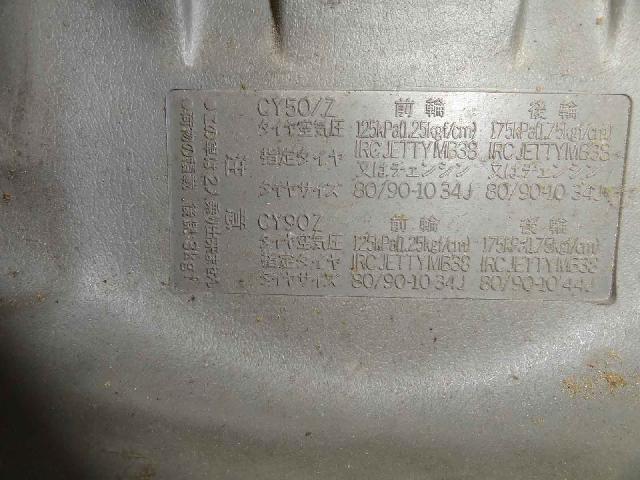 CY50/Z 前輪 後輪
タイヤ空気圧 125kPa(1.25kgf/cm) 175kPa(1.75kgf/cm)
指定タイヤ IRC JETTY/MB38 IRC JETTY/MB38
又はチェンシン 又はチェンシン
タイヤサイズ 80/90-10 34J 80/90-10 34J
CY90Z 前輪 後輪
タイヤ空気圧 125kPa(1.25kgf/cm) 175kPa(1.75kgf/cm)
指定タイヤ IRC JETTY/MB38 IRC JETTY/MB38
タイヤサイズ 80/90-10 34J 80/90-10 44J
注意